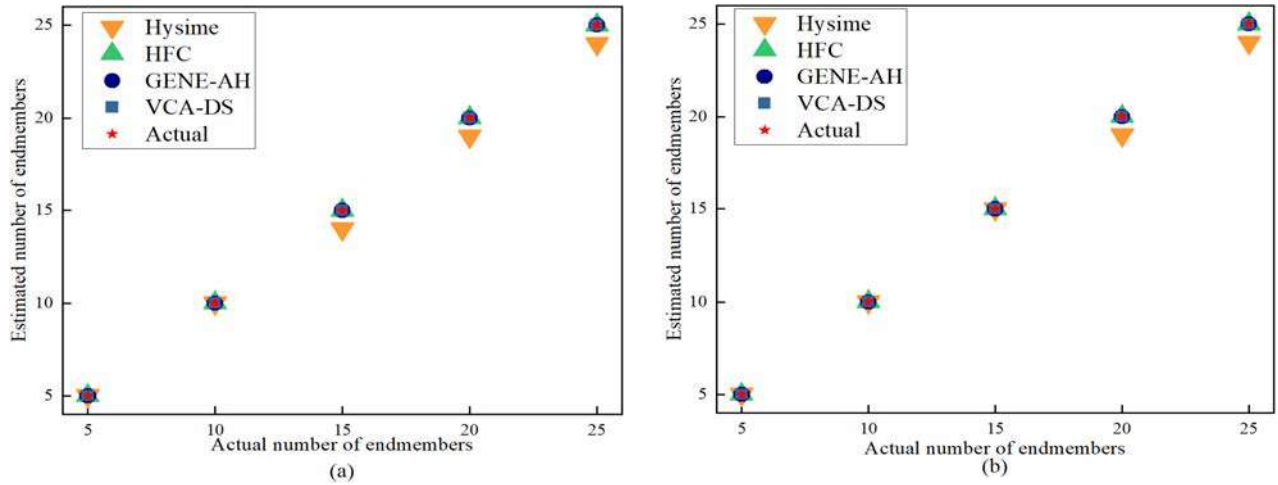 Hysime
HFC
GENE-AH
VCA-DS
Actual
25
20
15
10
5
Estimated number of endmembers
5 10 15 20 25
Actual number of endmembers
(a)
Hysime
HFC
GENE-AH
VCA-DS
Actual
25
20
15
10
5
Estimated number of endmembers
5 10 15 20 25
Actual number of endmembers
(b)